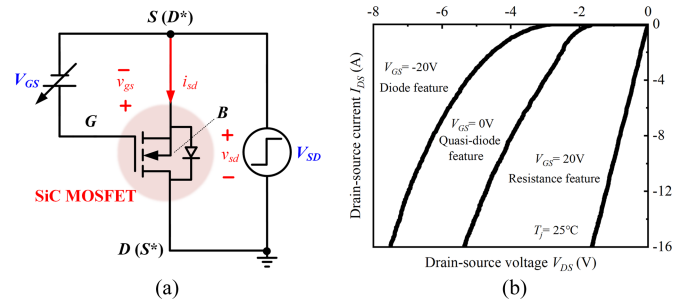 (a)
S (D*)
V_GS
v_gs
i_sd
B
G
v_sd
V_SD
SiC MOSFET
D (S*)
−
+
+
−
(b)
-8 -6 -4 -2 0
0
-4
-8
-12
-16
V_GS= -20V
Diode feature
V_GS= 0V
Quasi-diode
feature
V_GS= 20V
Resistance feature
T_j= 25°C
Drain-source current I_DS (A)
Drain-source voltage V_DS (V)
(a)
(b)